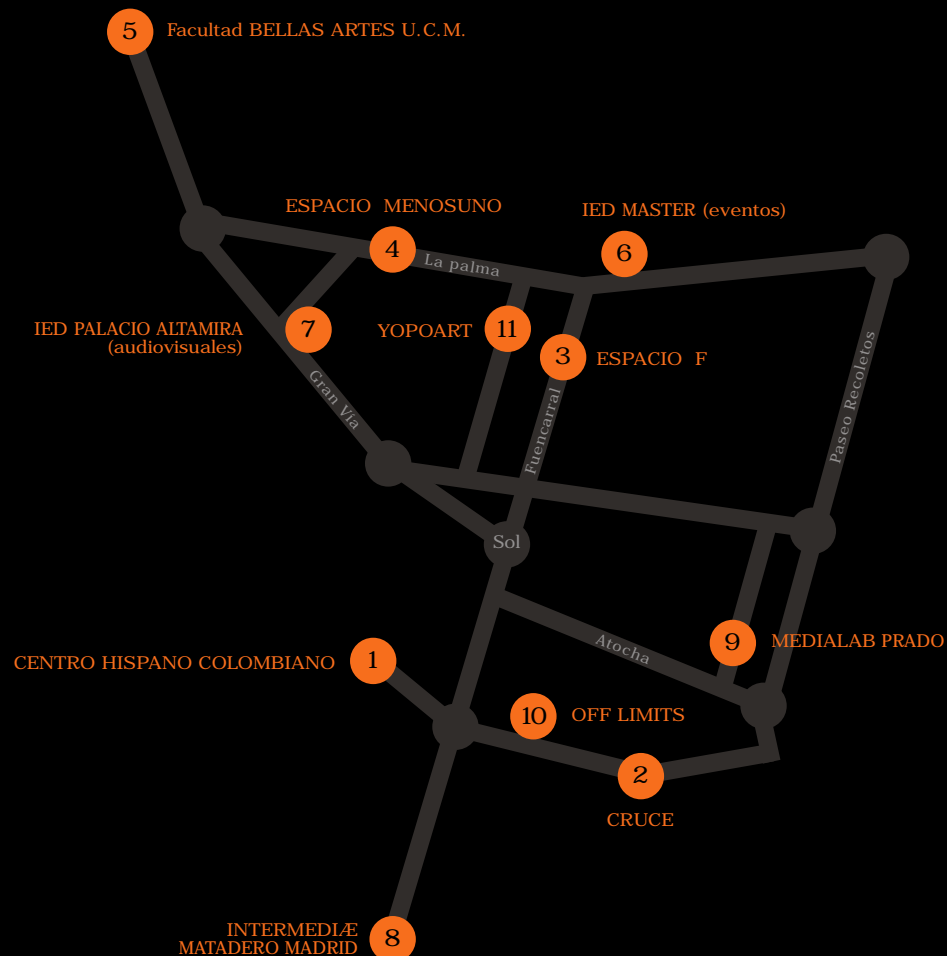 5 Facultad BELLAS ARTES U.C.M.
ESPACIO MENOSUNO
4
La palma
IED MASTER (eventos)
6
IED PALACIO ALTAMIRA
(audiovisuales)
7
YOPOART 11
3 ESPACIO F
Gran Vía
Fuencarral
Paseo Recoletos
Sol
Atocha
9 MEDIALAB PRADO
CENTRO HISPANO COLOMBIANO 1
10 OFF LIMITS
2
CRUCE
INTERMEDIÆ
MATADERO MADRID
8